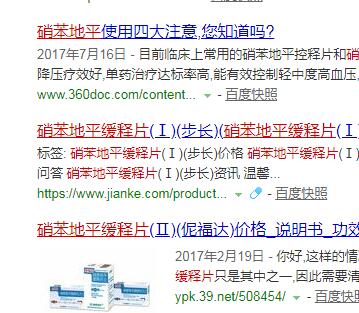 硝苯地平使用四大注意,您知道吗?
2017年7月16日 - 目前临床上常用的硝苯地平控释片和硝
降压疗效好,单药治疗达标率高,能有效控制轻中度高血压,
www.360doc.com/content... - 百度快照
硝苯地平缓释片(Ⅰ)(步长)(硝苯地平缓释片(Ⅰ
标签: 硝苯地平缓释片(Ⅰ)(步长)价格 硝苯地平缓释片(Ⅰ)
问答 硝苯地平缓释片(Ⅰ)(步长)资讯 温馨...
https://www.jianke.com/product... - 百度快照
硝苯地平缓释片(Ⅱ)(伲福达)价格_说明书_功效
2017年2月19日 - 你好,这样的情
缓释片只是其中之一,因此需要清
ypk.39.net/508454/ - 百度快照